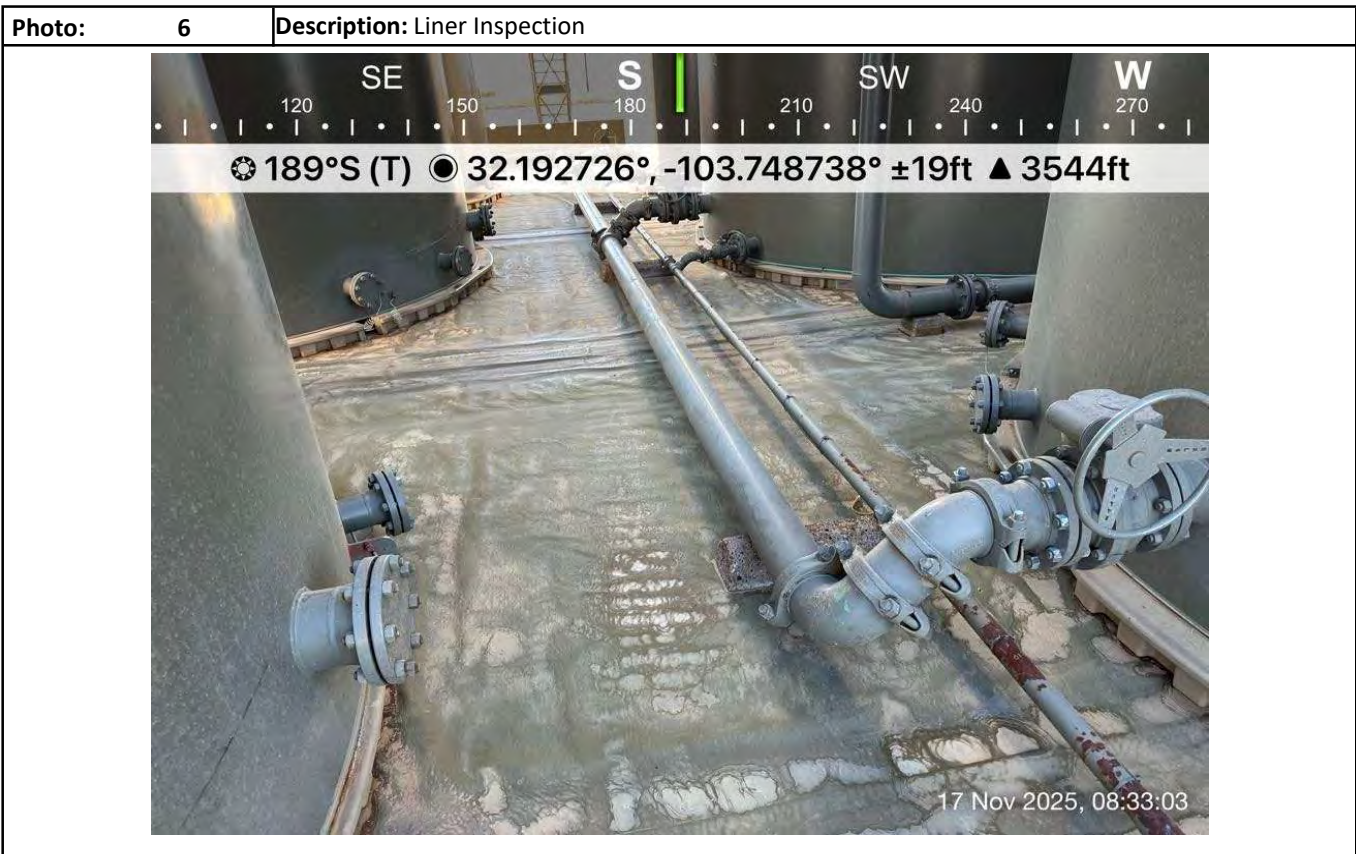 Photo: 6 Description: Liner Inspection
SE S SW W
120 150 180 210 240 270
189°S (T) 32.192726°, -103.748738° ±19ft ▲ 3544ft
17 Nov 2025, 08:33:03